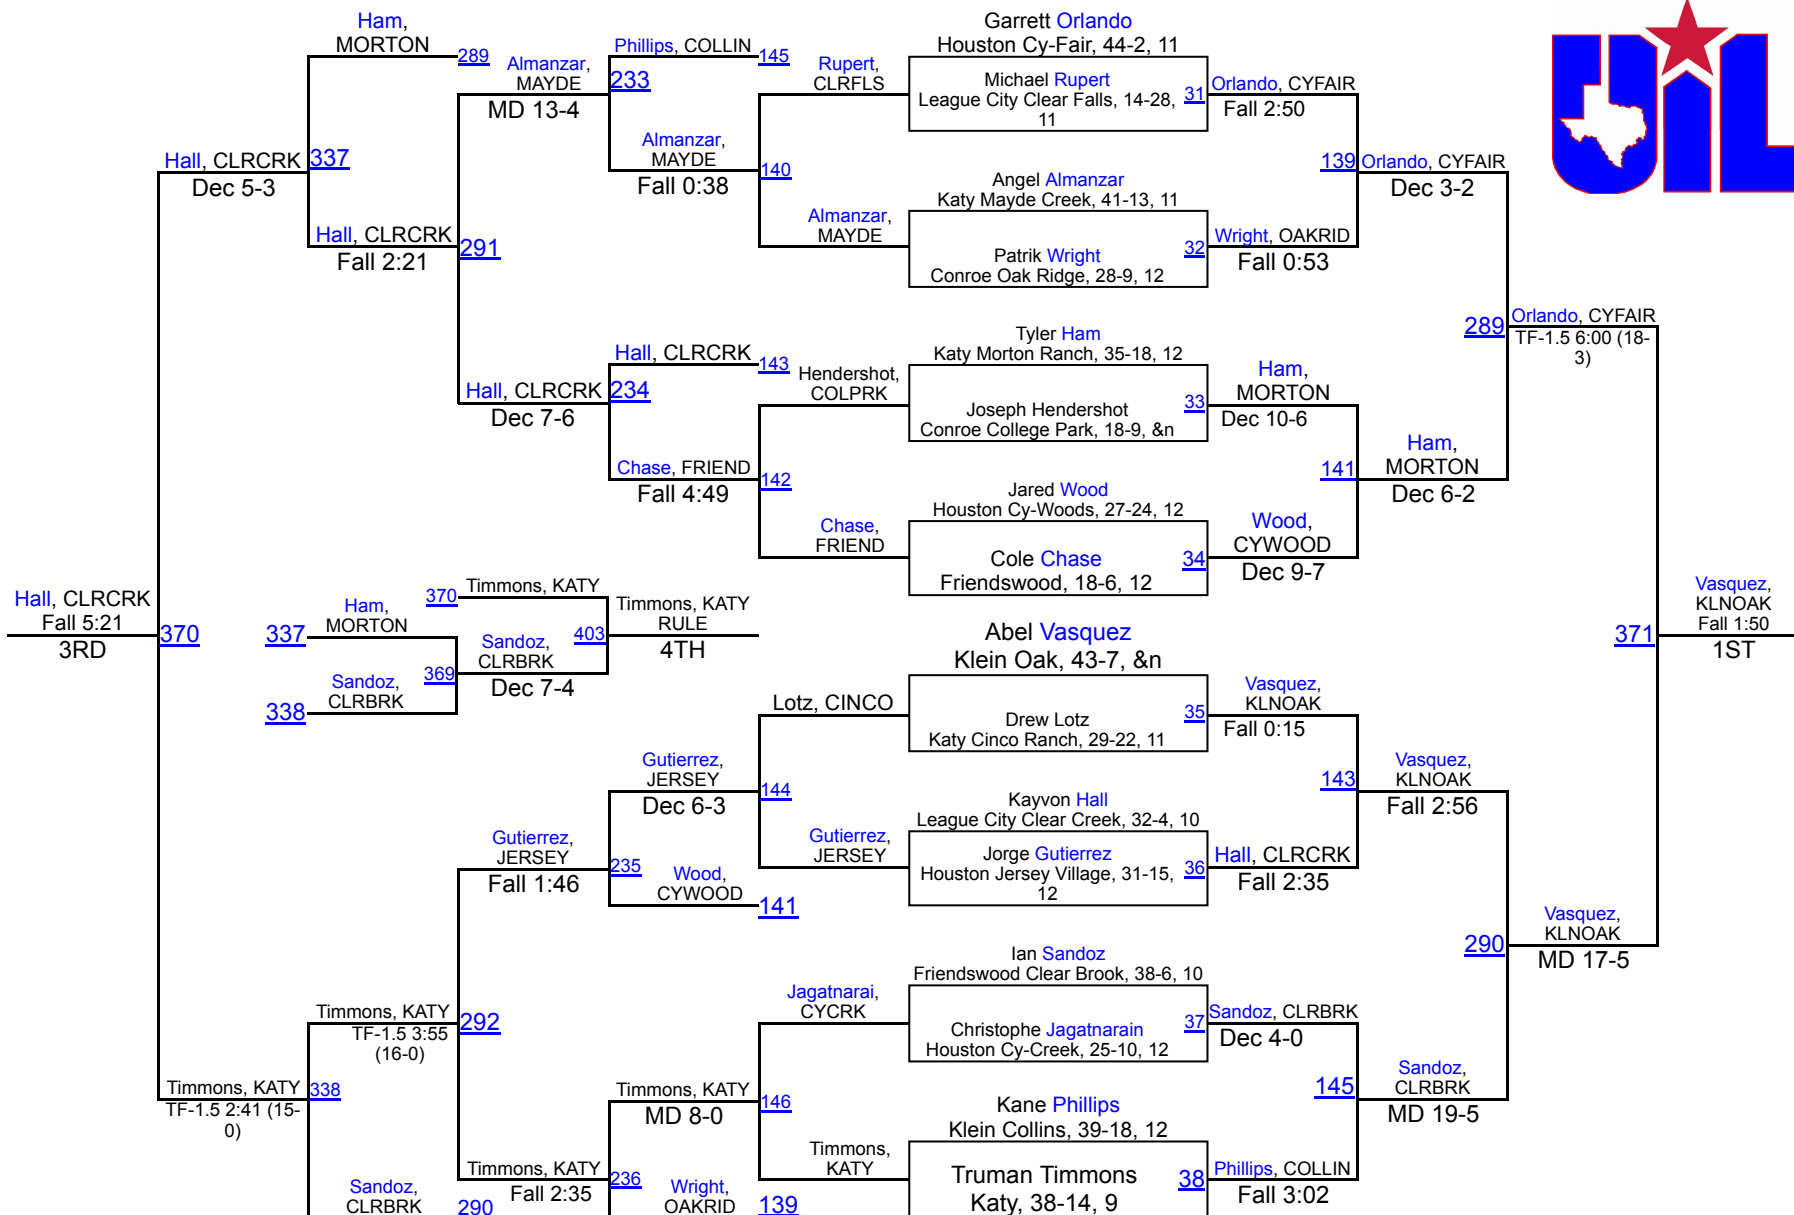 Ham,
MORTON
289
Almanzar,
MAYDE
MD 13-4
Phillips, COLLIN
145
233
Rupert,
CLRFLS
Garrett Orlando
Houston Cy-Fair, 44-2, 11
Michael Rupert
League City Clear Falls, 14-28,
11
31
Orlando, CYFAIR
Fall 2:50
UIL
Hall, CLRCRK
337
Dec 5-3
Almanzar,
MAYDE
Fall 0:38
140
Angel Almanzar
Katy Mayde Creek, 41-13, 11
139
Orlando, CYFAIR
Dec 3-2
Hall, CLRCRK
Fall 2:21
291
Almanzar,
MAYDE
Patrik Wright
Conroe Oak Ridge, 28-9, 12
32
Wright, OAKRID
Fall 0:53
Hall, CLRCRK
143
Hall, CLRCRK
234
Dec 7-6
Hendershot,
COLPRK
Tyler Ham
Katy Morton Ranch, 35-18, 12
Joseph Hendershot
Conroe College Park, 18-9, &n
33
Ham,
MORTON
Dec 10-6
289
Orlando, CYFAIR
TF-1.5 6:00 (18-
3)
Chase, FRIEND
Fall 4:49
142
Jared Wood
Houston Cy-Woods, 27-24, 12
141
Ham,
MORTON
Dec 6-2
Chase,
FRIEND
Cole Chase
Friendswood, 18-6, 12
34
Wood,
CYWOOD
Dec 9-7
Hall, CLRCRK
Fall 5:21
3RD
370
337
Ham,
MORTON
370
Timmons, KATY
Timmons, KATY
RULE
4TH
403
338
Sandoz,
CLRBRK
369
Sandoz,
CLRBRK
Dec 7-4
Abel Vasquez
Klein Oak, 43-7, &n
371
Vasquez,
KLNOAK
Fall 1:50
1ST
Lotz, CINCO
Drew Lotz
Katy Cinco Ranch, 29-22, 11
35
Vasquez,
KLNOAK
Fall 0:15
Gutierrez,
JERSEY
Dec 6-3
144
Kayvon Hall
League City Clear Creek, 32-4, 10
143
Vasquez,
KLNOAK
Fall 2:56
Gutierrez,
JERSEY
Fall 1:46
235
Wood,
CYWOOD
141
Gutierrez,
JERSEY
Jorge Gutierrez
Houston Jersey Village, 31-15,
12
36
Hall, CLRCRK
Fall 2:35
290
Vasquez,
KLNOAK
MD 17-5
Ian Sandoz
Friendswood Clear Brook, 38-6, 10
Jagatnarai,
CYCRK
Christophe Jagatnarain
Houston Cy-Creek, 25-10, 12
37
Sandoz, CLRBRK
Dec 4-0
Timmons, KATY
TF-1.5 3:55
(16-0)
292
Timmons, KATY
338
TF-1.5 2:41 (15-
0)
Timmons, KATY
MD 8-0
146
Kane Phillips
Klein Collins, 39-18, 12
145
Sandoz,
CLRBRK
MD 19-5
Timmons,
KATY
Truman Timmons
Katy, 38-14, 9
38
Phillips, COLLIN
Fall 3:02
Sandoz,
CLRBRK
290
Timmons, KATY
Fall 2:35
236
Wright,
OAKRID
139